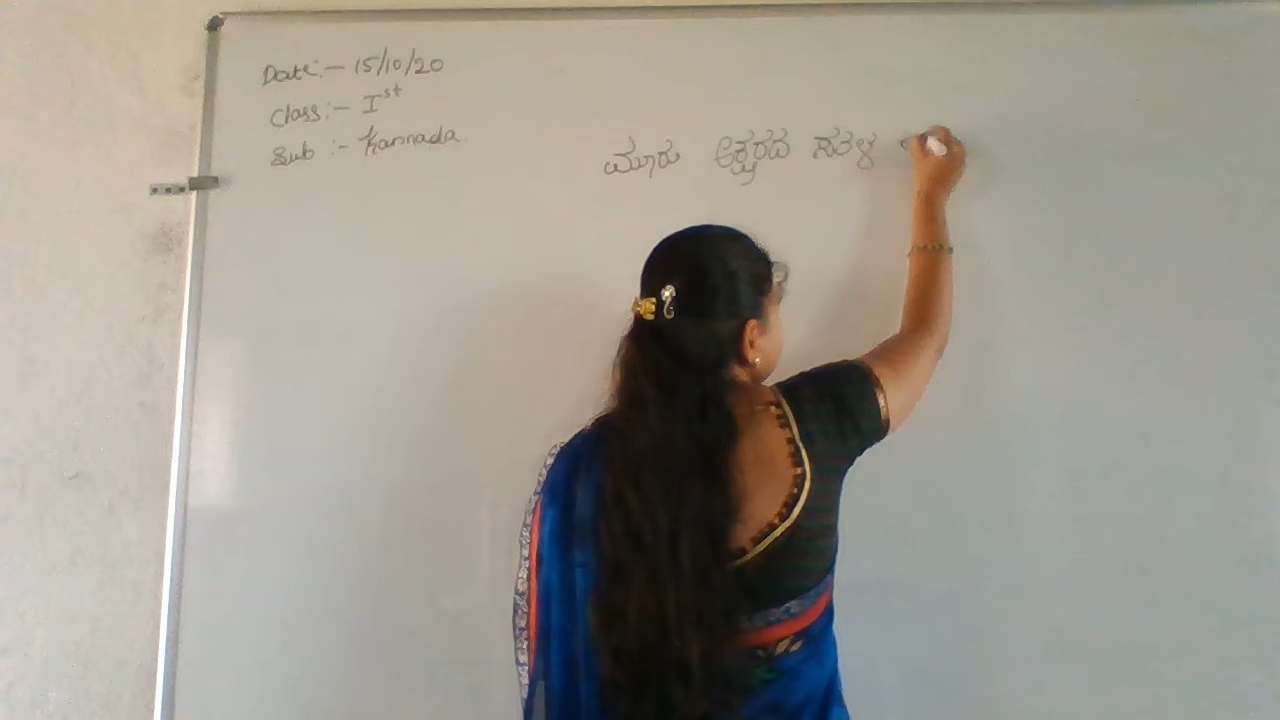 Date:- 15/10/20
Class:- Ist
Sub :- Kannada.
ಮೂರು ಅಕ್ಷರದ ಸರಳ